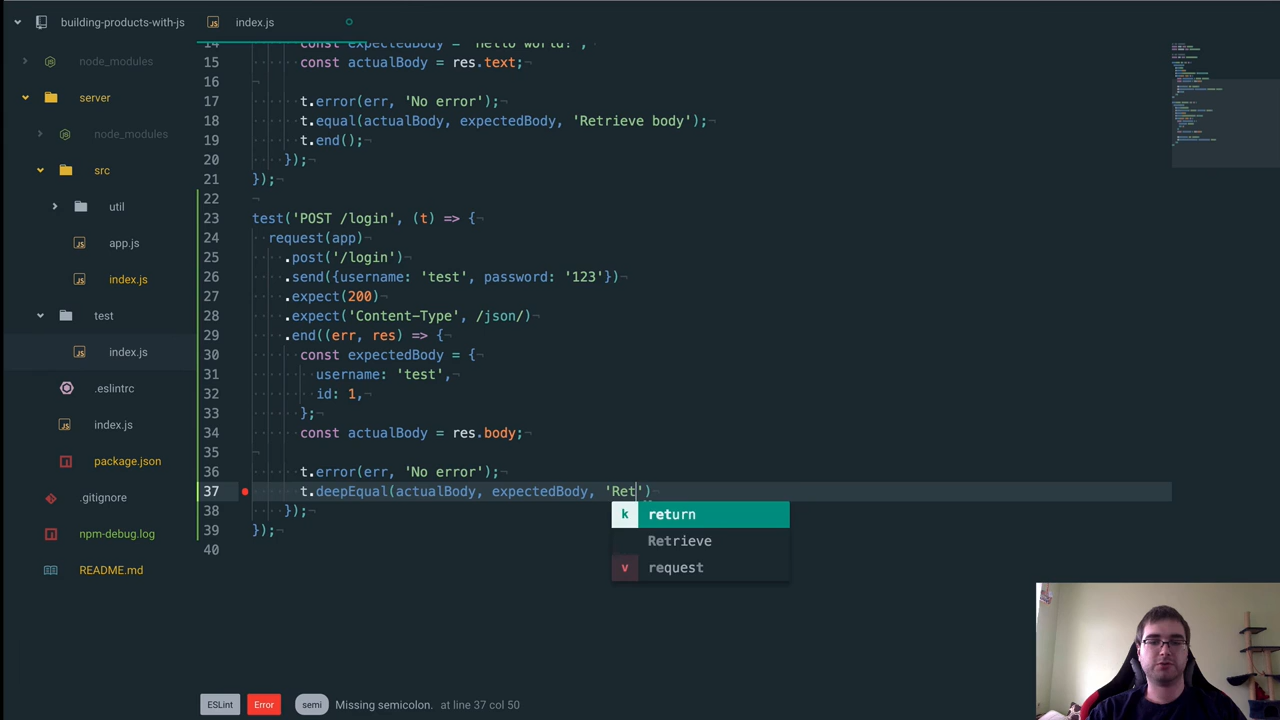 building-products-with-js
index.js
node_modules
server
node_modules
src
util
app.js
index.js
test
index.js
.eslintrc
index.js
package.json
.gitignore
npm-debug.log
README.md
14 const expectedBody = 'Hello world!';
15 const actualBody = res.text;
16
17 t.error(err, 'No error');
18 t.equal(actualBody, expectedBody, 'Retrieve body');
19 t.end();
20 });
21 });
22
23 test('POST /login', (t) => {
24 request(app)
25 .post('/login')
26 .send({username: 'test', password: '123'})
27 .expect(200)
28 .expect('Content-Type', /json/)
29 .end((err, res) => {
30 const expectedBody = {
31 username: 'test',
32 id: 1,
33 };
34 const actualBody = res.body;
35
36 t.error(err, 'No error');
37 t.deepEqual(actualBody, expectedBody, 'Ret')
38 });
39 });
40
k return
Retrieve
v request
ESLint Error semi Missing semicolon. at line 37 col 50